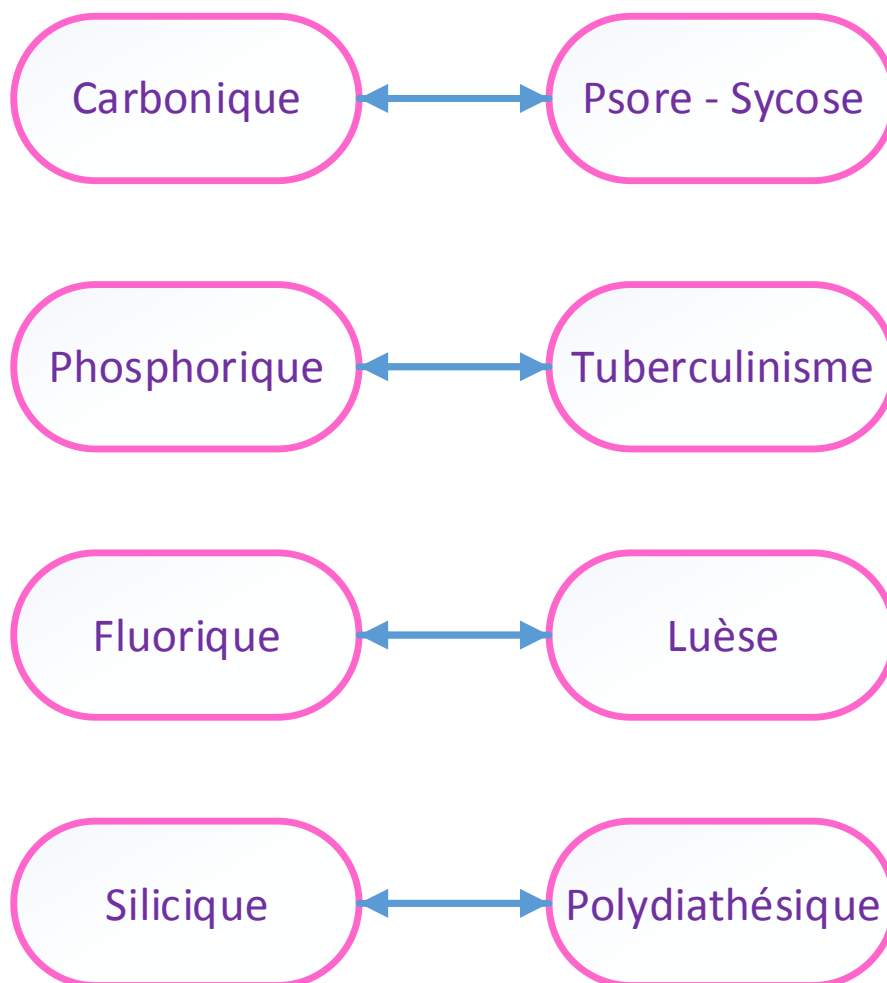 Carbonique
Psore - Sycose
Phosphorique
Tuberculinisme
Fluorique
Luèse
Silicique
Polydiathésique